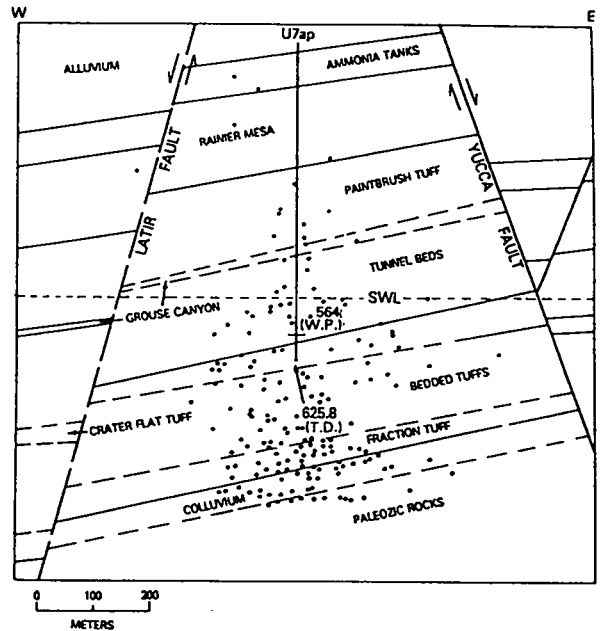 W
E
U7ap
ALLUVIUM
AMMONIA TANKS
RAINIER MESA
LATIR FAULT
YUCCA FAULT
PAINTBRUSH TUFF
TUNNEL BEDS
SWL
GROUSE CANYON
564
(W.P.)
BEDDED TUFFS
CRATER FLAT TUFF
625.8
(T.D.)
FRACTION TUFF
COLLUVIUM
PALEOZIC ROCKS
0 100 200
METERS